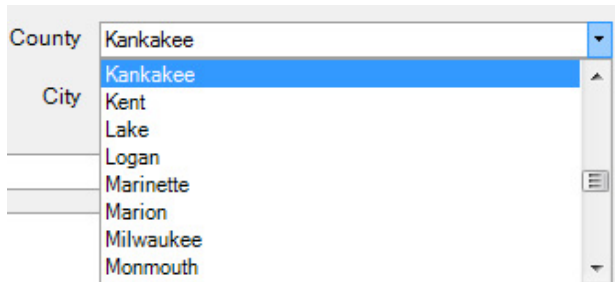 County Kankakee
Kankakee
City Kent
Lake
Logan
Marinette
Marion
Milwaukee
Monmouth